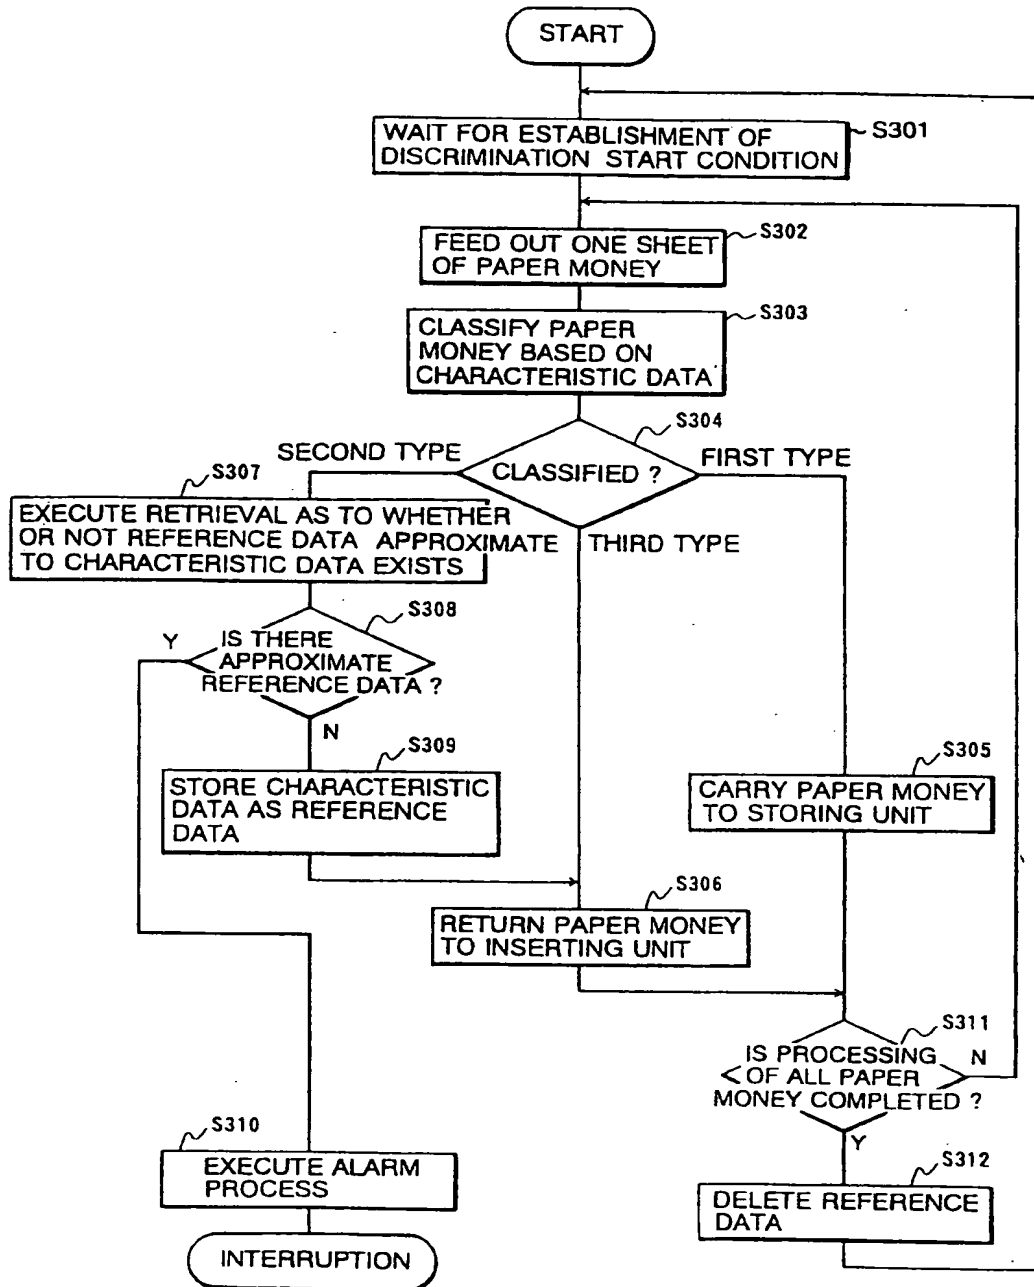 START
WAIT FOR ESTABLISHMENT OF
DISCRIMINATION START CONDITION
S301
S302
FEED OUT ONE SHEET
OF PAPER MONEY
S303
CLASSIFY PAPER
MONEY BASED ON
CHARACTERISTIC DATA
S304
SECOND TYPE
CLASSIFIED ?
FIRST TYPE
THIRD TYPE
S307
EXECUTE RETRIEVAL AS TO WHETHER
OR NOT REFERENCE DATA APPROXIMATE
TO CHARACTERISTIC DATA EXISTS
S308
Y
IS THERE
APPROXIMATE
REFERENCE DATA ?
N
S309
STORE CHARACTERISTIC
DATA AS REFERENCE
DATA
S305
CARRY PAPER MONEY
TO STORING UNIT
S306
RETURN PAPER MONEY
TO INSERTING UNIT
S311
IS PROCESSING
OF ALL PAPER
MONEY COMPLETED ?
N
Y
S310
EXECUTE ALARM
PROCESS
S312
DELETE REFERENCE
DATA
INTERRUPTION